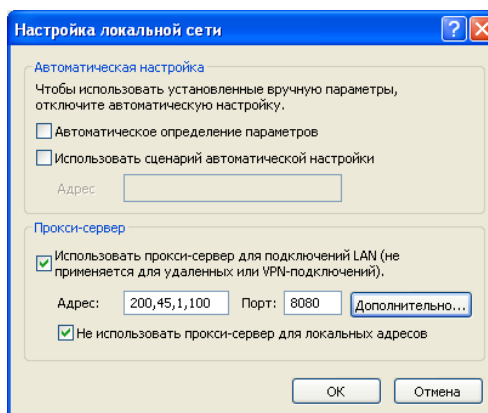 Настройка локальной сети
Автоматическая настройка
Чтобы использовать установленные вручную параметры,
отключите автоматическую настройку.
Автоматическое определение параметров
Использовать сценарий автоматической настройки
Адрес
Прокси-сервер
Использовать прокси-сервер для подключений LAN (не
применяется для удаленных или VPN-подключений).
Адрес: 200,45,1,100 Порт: 8080 Дополнительно...
Не использовать прокси-сервер для локальных адресов
ОК Отмена